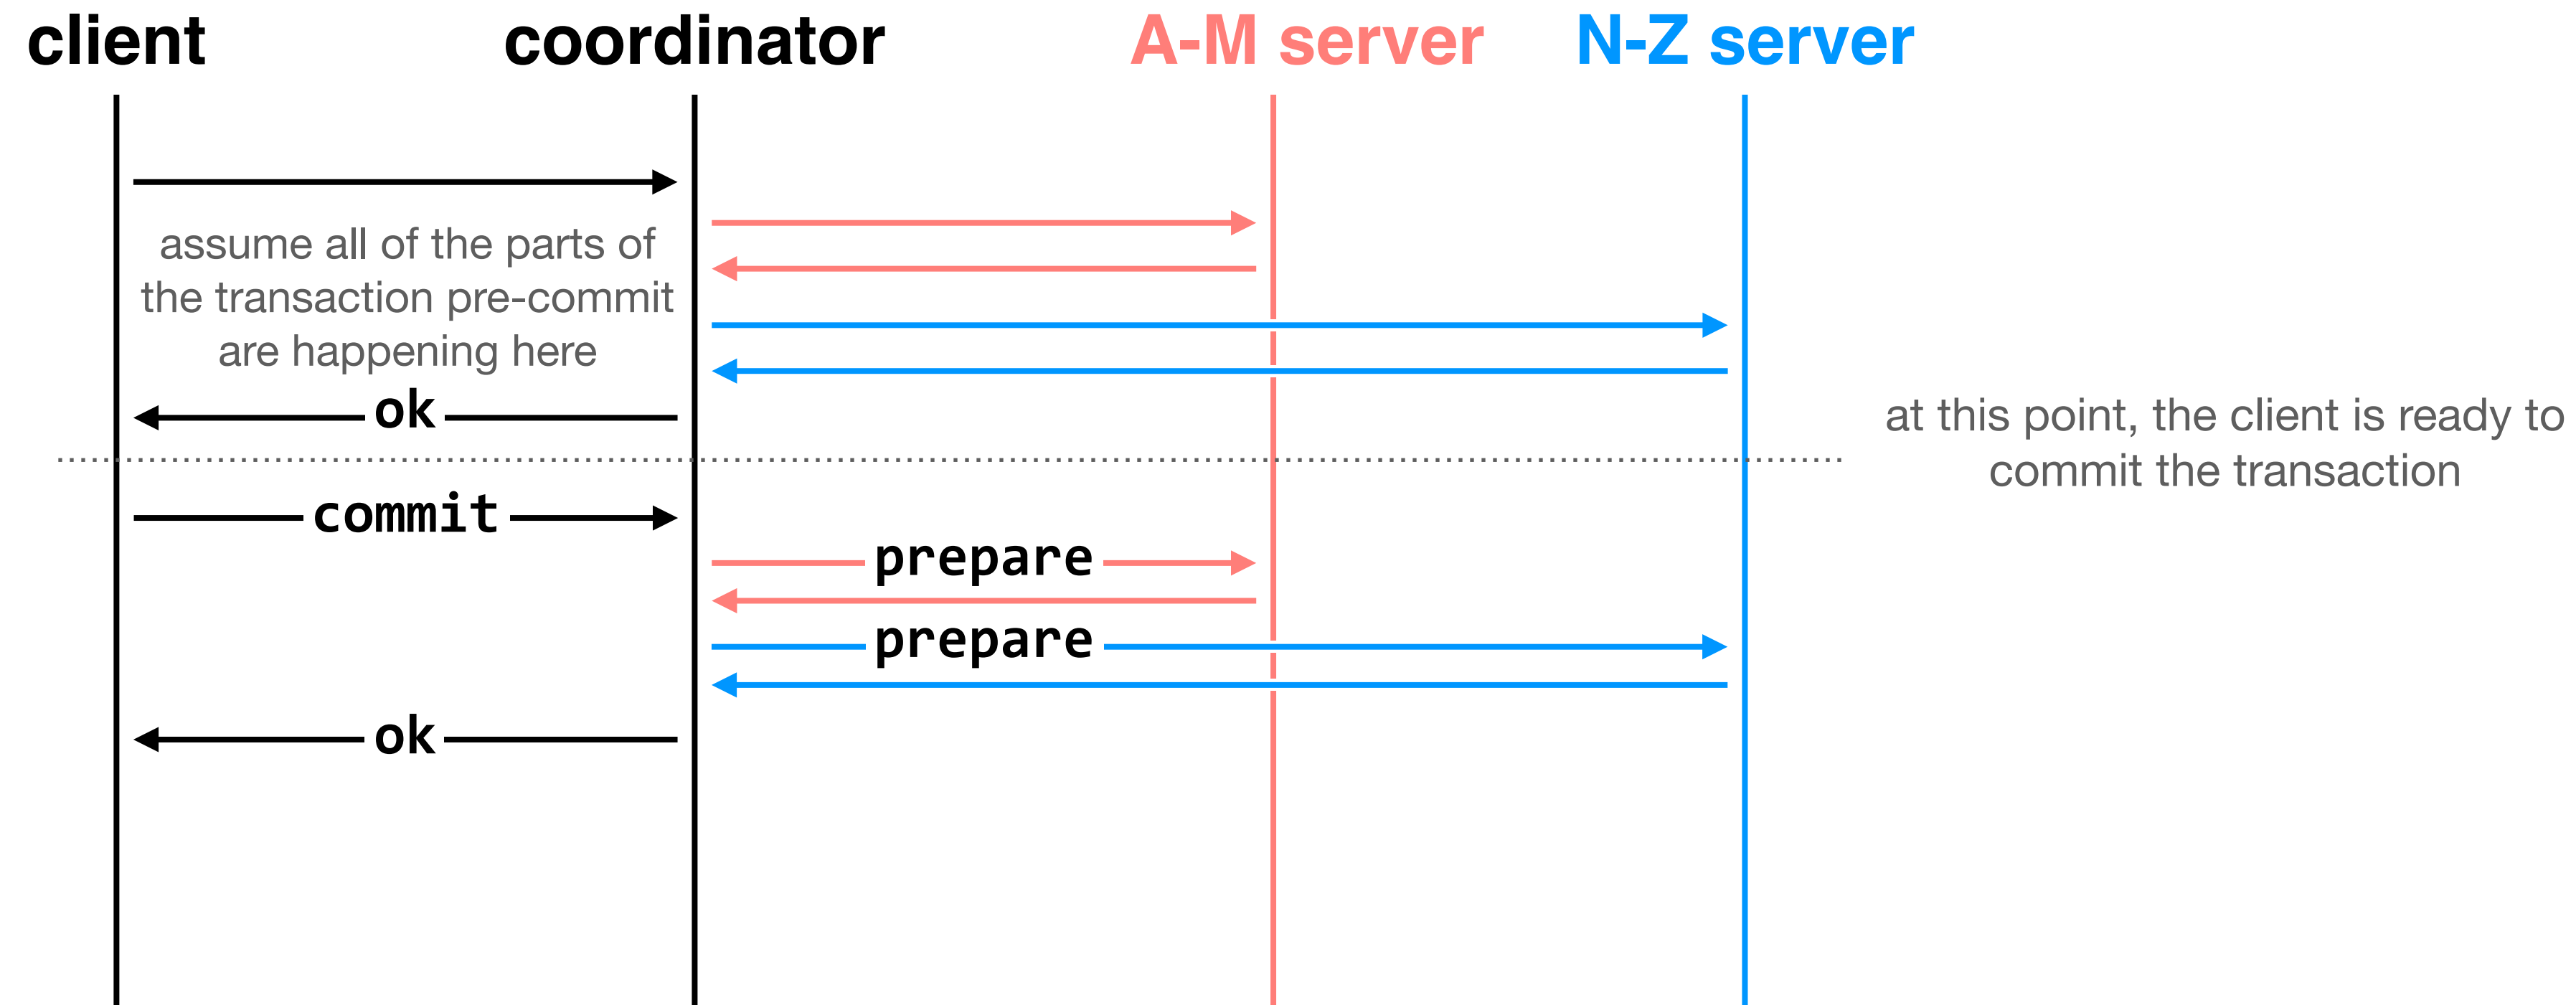 client
coordinator
A-M server
N-Z server
assume all of the parts of
the transaction pre-commit
are happening here
ok
at this point, the client is ready to
commit the transaction
commit
prepare
prepare
ok